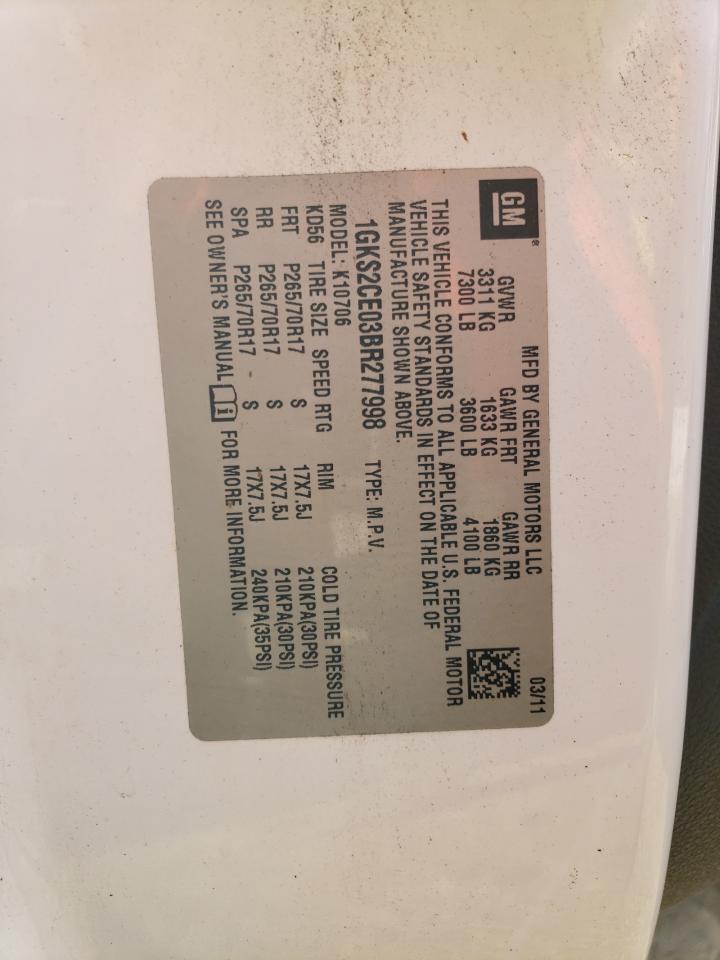 GM®
MFD BY GENERAL MOTORS LLC 03/11
GVWR GAWR FRT GAWR RR
3311 KG 1633 KG 1860 KG
7300 LB 3600 LB 4100 LB
THIS VEHICLE CONFORMS TO ALL APPLICABLE U.S. FEDERAL MOTOR
VEHICLE SAFETY STANDARDS IN EFFECT ON THE DATE OF
MANUFACTURE SHOWN ABOVE.
1GKS2CE03BR277998 TYPE: M.P.V.
MODEL: K10706
KD56 TIRE SIZE SPEED RTG RIM COLD TIRE PRESSURE
FRT P265/70R17 S 17X7.5J 210KPA(30PSI)
RR P265/70R17 S 17X7.5J 210KPA(30PSI)
SPA P265/70R17 S 17X7.5J 240KPA(35PSI)
SEE OWNER'S MANUAL FOR MORE INFORMATION.